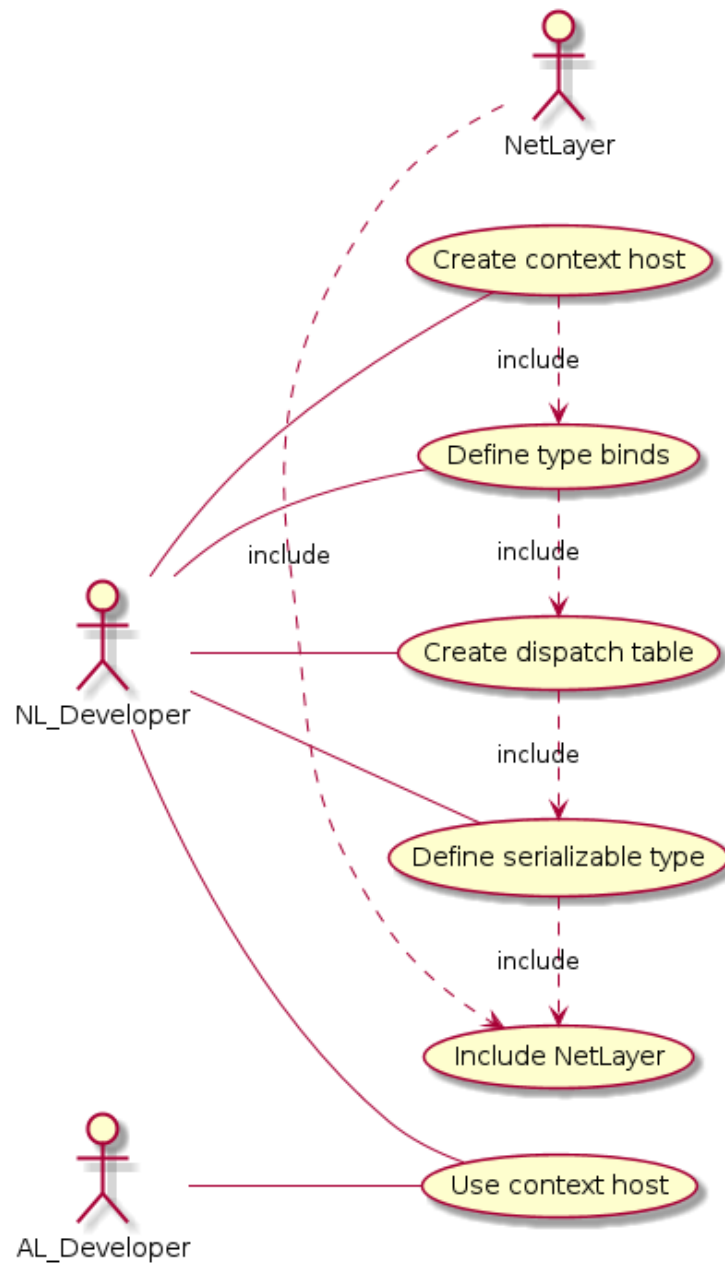 NetLayer
Create context host
include
Define type binds
include
include
NL_Developer
Create dispatch table
include
Define serializable type
include
Include NetLayer
Use context host
AL_Developer